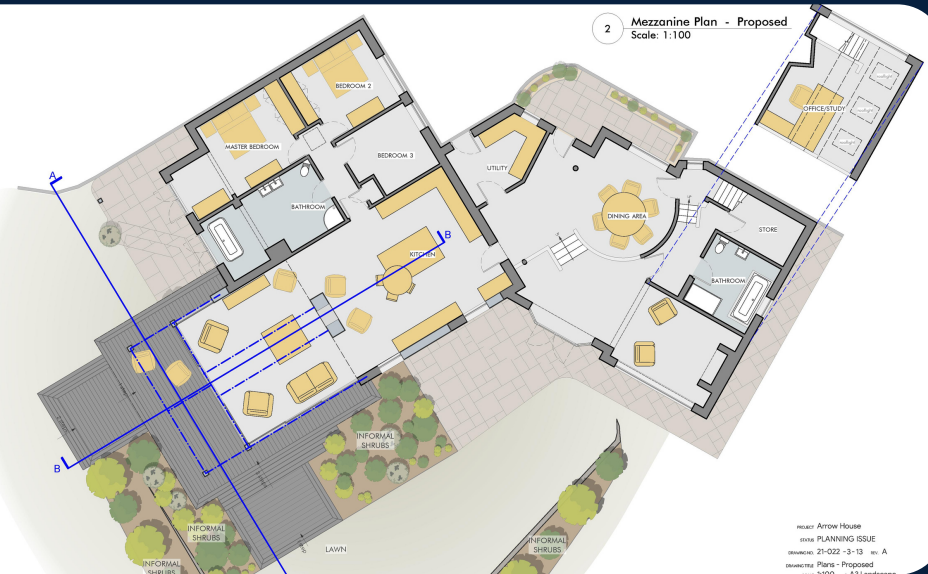 2
Mezzanine Plan - Proposed
Scale: 1:100
OFFICE/STUDY
BEDROOM 2
MASTER BEDROOM
BEDROOM 3
UTILITY
A
BATHROOM
DINING AREA
STORE
B
KITCHEN
BATHROOM
INFORMAL
SHRUBS
B
INFORMAL
SHRUBS
LAWN
INFORMAL
SHRUBS
INFORMAL
SHRUBS
PROJECT Arrow House
STATUS PLANNING ISSUE
DRAWING NO. 21-022 -3- 13 REV. A
DRAWING TITLE Plans - Proposed